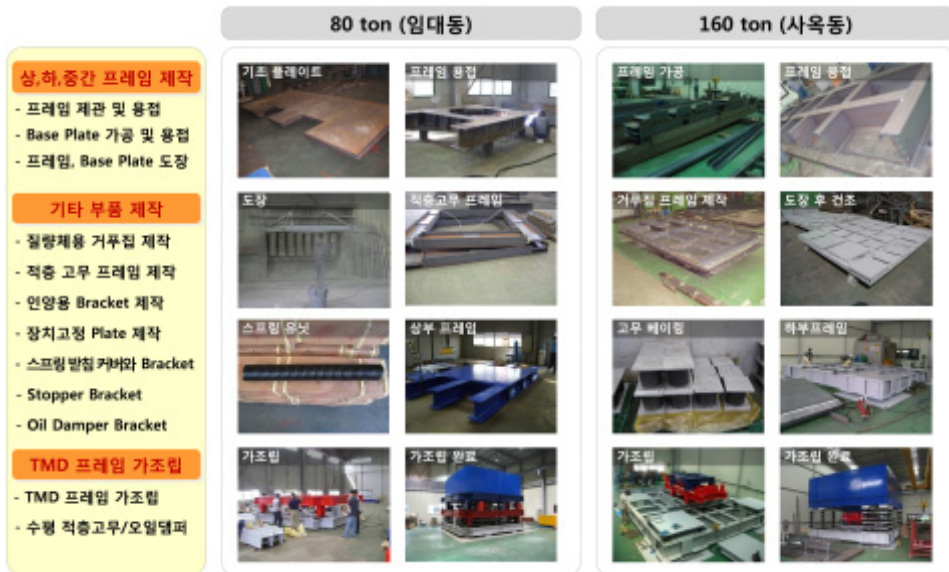 80 ton (임대동)
160 ton (사옥동)
상,하,중간 프레임 제작
- 프레임 제관 및 용접
- Base Plate 가공 및 용접
- 프레임, Base Plate 도장
기타 부품 제작
- 질량체용 거푸집 제작
- 적층 고무 프레임 제작
- 인양용 Bracket 제작
- 장치고정 Plate 제작
- 스프링 받침 커버와 Bracket
- Stopper Bracket
- Oil Damper Bracket
TMD 프레임 가조립
- TMD 프레임 가조립
- 수평 적층고무/오일댐퍼
기초 플레이트
프레임 용접
도장
적층고무 프레임
스프링 유닛
상부 프레임
가조립
가조립 완료
프레임 가공
프레임 용접
거푸집 프레임 제작
도장 후 건조
고무 베어링
하부프레임
가조립
가조립 완료